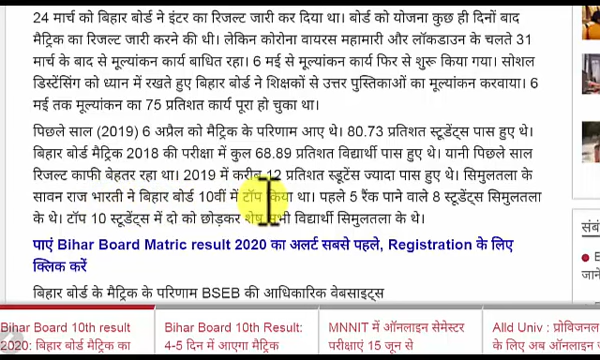 24 मार्च को बिहार बोर्ड ने इंटर का रिजल्ट जारी कर दिया था। बोर्ड को योजना कुछ ही दिनों बाद
मैट्रिक का रिजल्ट जारी करने की थी। लेकिन कोरोना वायरस महामारी और लॉकडाउन के चलते 31
मार्च के बाद से मूल्यांकन कार्य बाधित रहा। 6 मई से मूल्यांकन कार्य फिर से शुरू किया गया। सोशल
डिस्टेंसिंग को ध्यान में रखते हुए बिहार बोर्ड ने शिक्षकों से उत्तर पुस्तिकाओं का मूल्यांकन करवाया। 6
मई तक मूल्यांकन का 75 प्रतिशत कार्य पूरा हो चुका था।
पिछले साल (2019) 6 अप्रैल को मैट्रिक के परिणाम आए थे। 80.73 प्रतिशत स्टूडेंट्स पास हुए थे।
बिहार बोर्ड मैट्रिक 2018 की परीक्षा में कुल 68.89 प्रतिशत विद्यार्थी पास हुए थे। यानी पिछले साल
रिजल्ट काफी बेहतर रहा था। 2019 में करीब 12 प्रतिशत स्डूटेंस ज्यादा पास हुए थे। सिमुलतला के
सावन राज भारती ने बिहार बोर्ड 10वीं में टॉप किया था। पहले 5 रैंक पाने वाले 8 स्टूडेंट्स सिमुलतला
के थे। टॉप 10 स्टूडेंट्स में दो को छोड़कर शेष सभी विद्यार्थी सिमुलतला के थे।
पाएं Bihar Board Matric result 2020 का अलर्ट सबसे पहले, Registration के लिए
क्लिक करें
बिहार बोर्ड के मैट्रिक के परिणाम BSEB की आधिकारिक वेबसाइट्स
संबं
B
जाने
Bihar Board 10th result
2020: बिहार बोर्ड मैट्रिक का
Bihar Board 10th Result:
4-5 दिन में आएगा मैट्रिक
MNNIT में ऑनलाइन सेमेस्टर
परीक्षाएं 15 जून से
Alld Univ : प्रोविजनल
के लिए अब ऑनलाइन